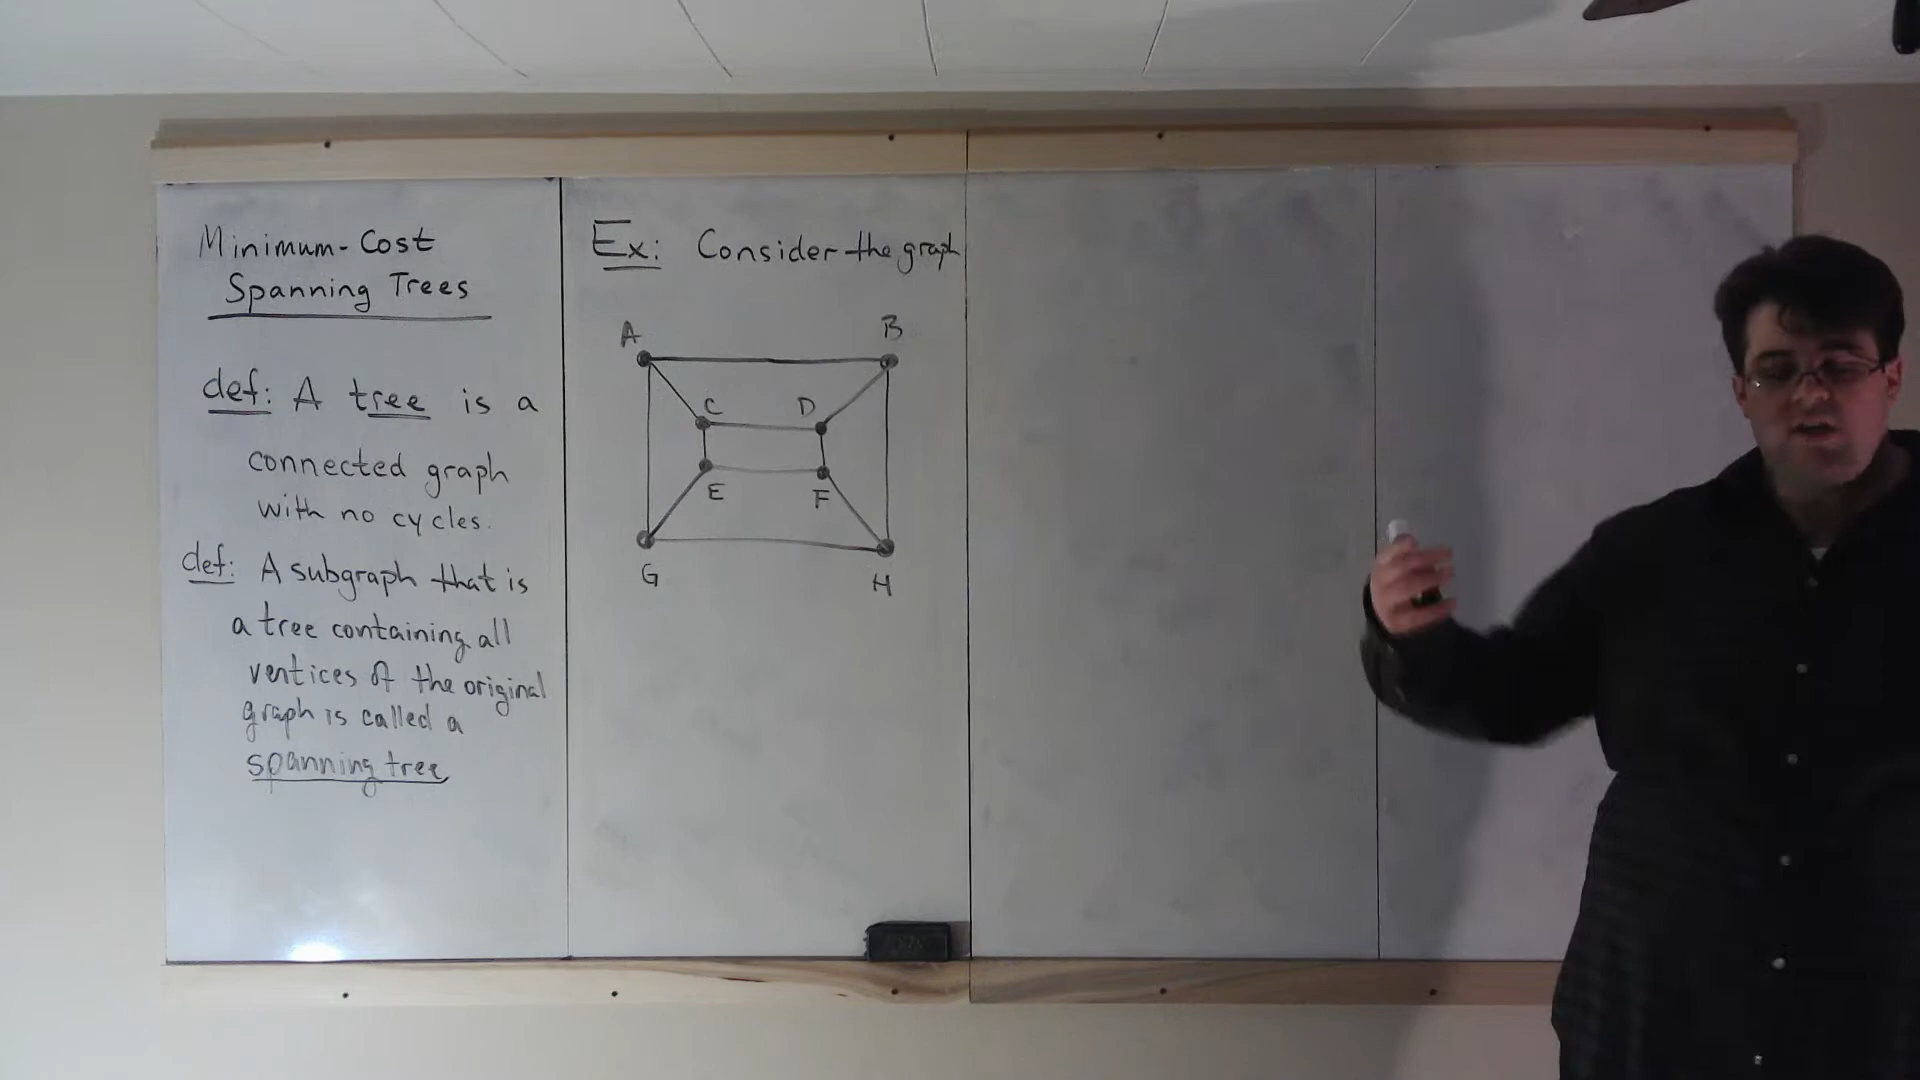 Minimum-Cost
Spanning Trees
def: A tree is a
connected graph
with no cycles.
def: A subgraph that is
a tree containing all
vertices of the original
graph is called a
spanning tree
Ex: Consider the graph
A B
C D
E F
G H